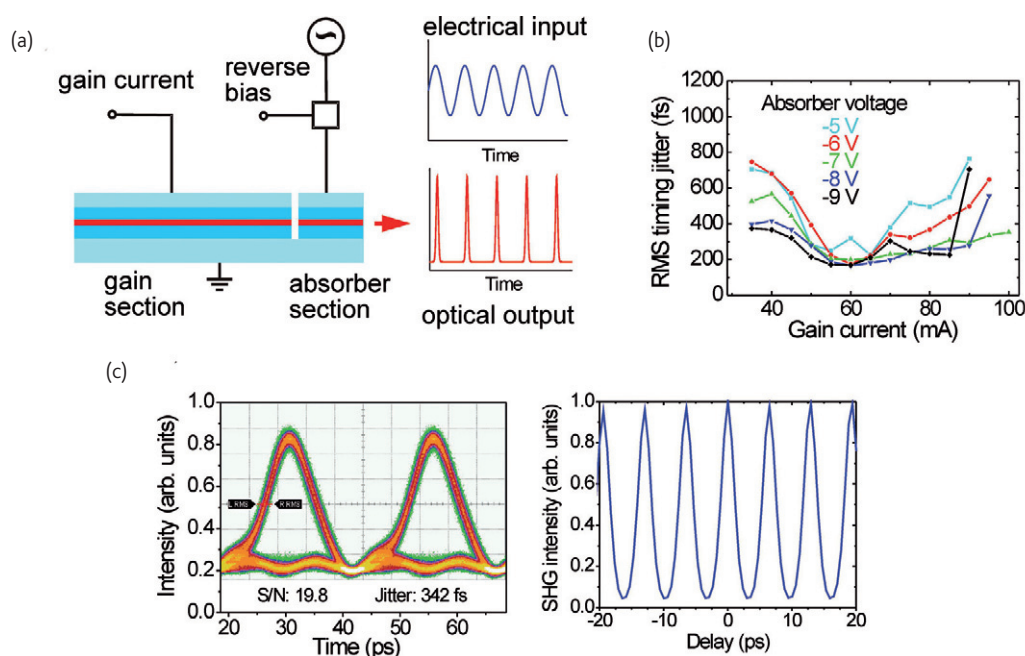 (a)
gain current
reverse
bias
electrical input
Time
Time
optical output
gain
section
absorber
section
(b)
RMS timing jitter (fs)
1200
1000
800
600
400
200
0
Absorber voltage
-5 V
-6 V
-7 V
-8 V
-9 V
40 50 60 70 80 90 100
Gain current (mA)
(c)
Intensity (arb. units)
1.0
0.8
0.6
0.4
0.2
0.0
S/N: 19.8 Jitter: 342 fs
20 30 40 50 60
Time (ps)
SHG intensity (arb. units)
1.0
0.8
0.6
0.4
0.2
0.0
-20 -10 0 10 20
Delay (ps)